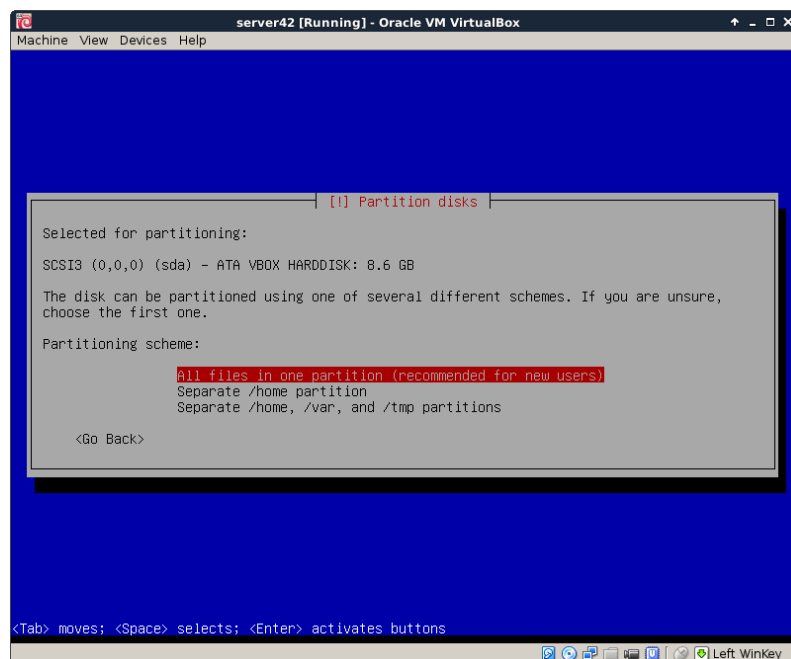 server42 [Running] - Oracle VM VirtualBox
Machine View Devices Help
[!] Partition disks
Selected for partitioning:
SCSI3 (0,0,0) (sda) - ATA VBOX HARDDISK: 8.6 GB
The disk can be partitioned using one of several different schemes. If you are unsure,
choose the first one.
Partitioning scheme:
All files in one partition (recommended for new users)
Separate /home partition
Separate /home, /var, and /tmp partitions
<Go Back>
<Tab> moves; <Space> selects; <Enter> activates buttons
Left WinKey